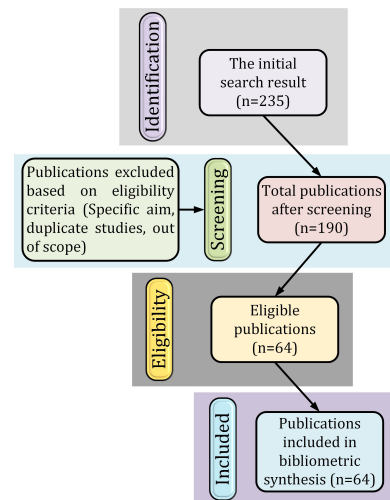 Identification
The initial
search result
(n=235)
Publications excluded
based on eligibility
criteria (Specific aim,
duplicate studies, out
of scope)
Screening
Total publications
after screening
(n=190)
Eligibility
Eligible
publications
(n=64)
Included
Publications
included in
bibliometric
synthesis (n=64)